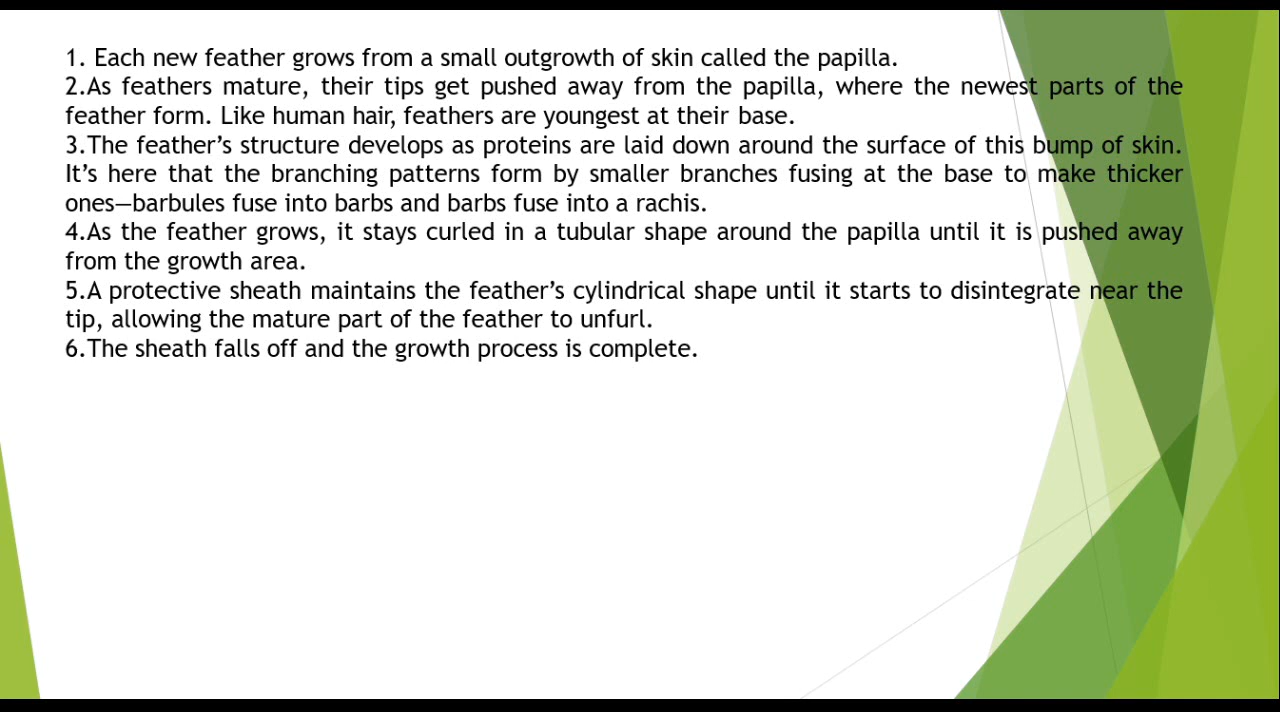 1. Each new feather grows from a small outgrowth of skin called the papilla.
2.As feathers mature, their tips get pushed away from the papilla, where the newest parts of the
feather form. Like human hair, feathers are youngest at their base.
3.The feather’s structure develops as proteins are laid down around the surface of this bump of skin.
It’s here that the branching patterns form by smaller branches fusing at the base to make thicker
ones—barbules fuse into barbs and barbs fuse into a rachis.
4.As the feather grows, it stays curled in a tubular shape around the papilla until it is pushed away
from the growth area.
5.A protective sheath maintains the feather’s cylindrical shape until it starts to disintegrate near the
tip, allowing the mature part of the feather to unfurl.
6.The sheath falls off and the growth process is complete.